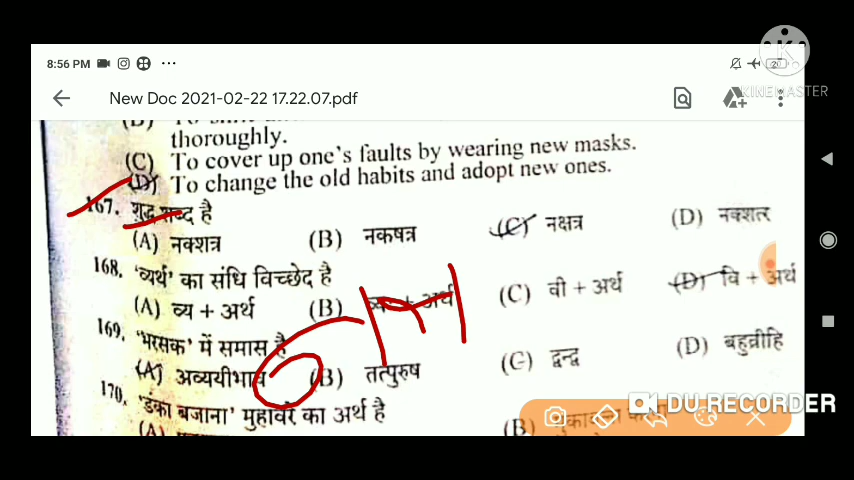 8:56 PM
20
New Doc 2021-02-22 17.22.07.pdf
K
KINEMASTER
thoroughly.
(C) To cover up one's faults by wearing new masks.
(D) To change the old habits and adopt new ones.
167. शुद्ध शब्द है
(A) नक्शत्र (B) नकषत्र (C) नक्षत्र (D) नक्शत्र
168. 'व्यर्थ' का संधि विच्छेद है
(A) व्य + अर्थ (B) + अर्थ (C) वी + अर्थ (D) वि + अर्थ
169. 'भरसक' में समास है
(A) अव्ययीभाव (B) तत्पुरुष (C) द्वन्द्व (D) बहुव्रीहि
170. 'डंका बजाना' मुहावरे का अर्थ है
(A) (B)
DU RECORDER